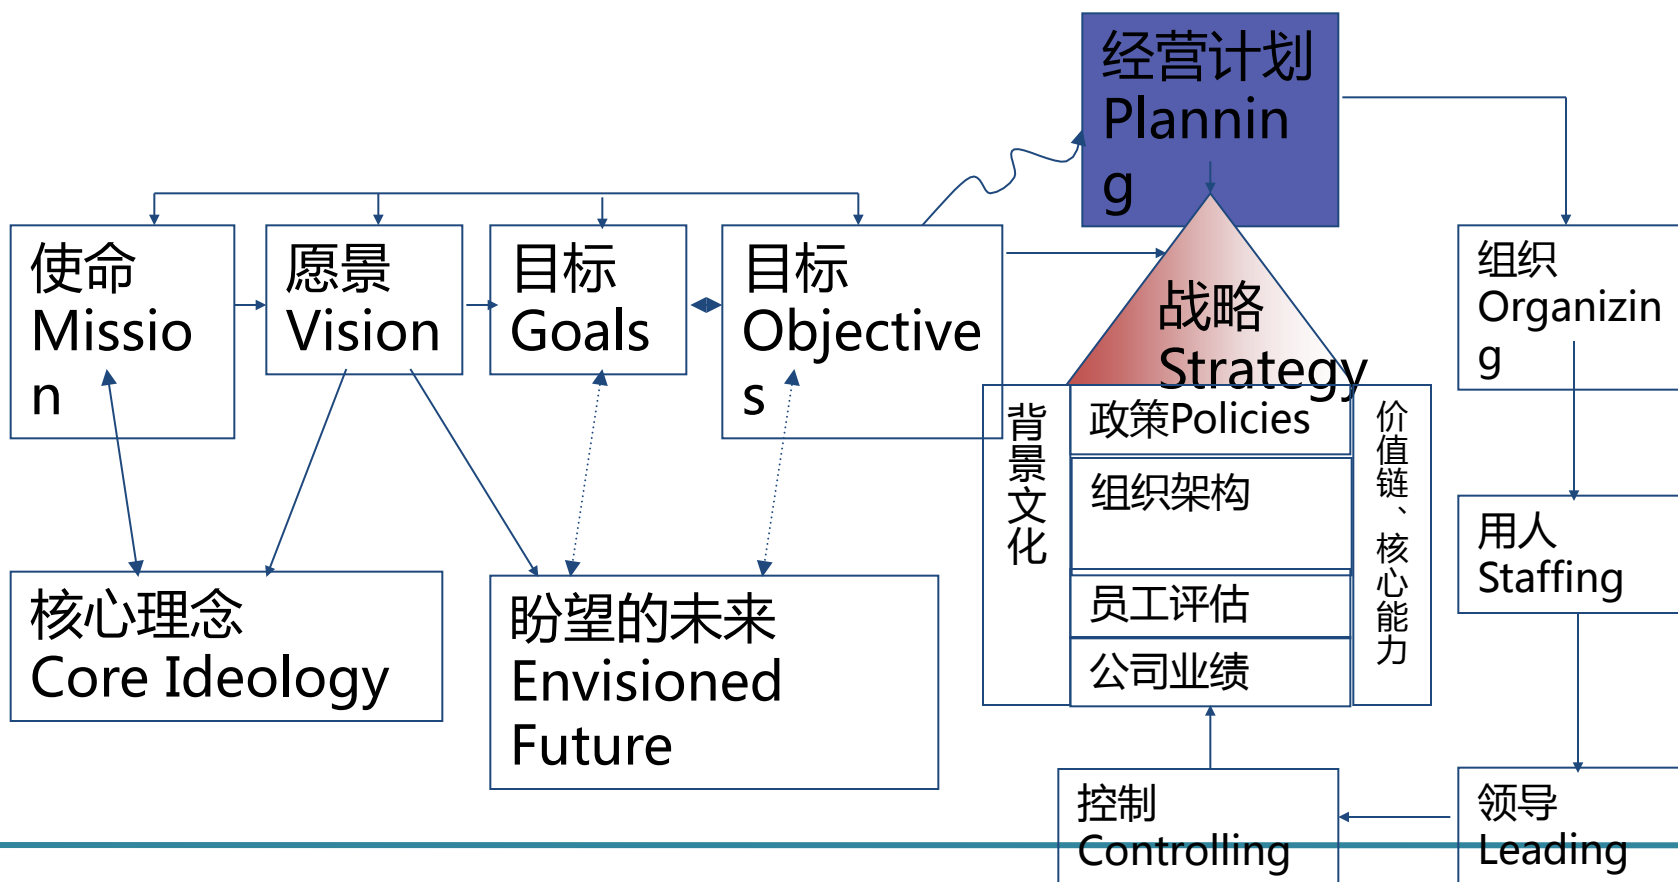 经营计划
Plannin
g
使命
Missio
n
愿景
Vision
目标
Goals
目标
Objective
s
战略
Strategy
组织
Organizin
g
背景文化
政策Policies
组织架构
员工评估
公司业绩
价值链、核心能力
用人
Staffing
核心理念
Core Ideology
盼望的未来
Envisioned
Future
控制
Controlling
领导
Leading